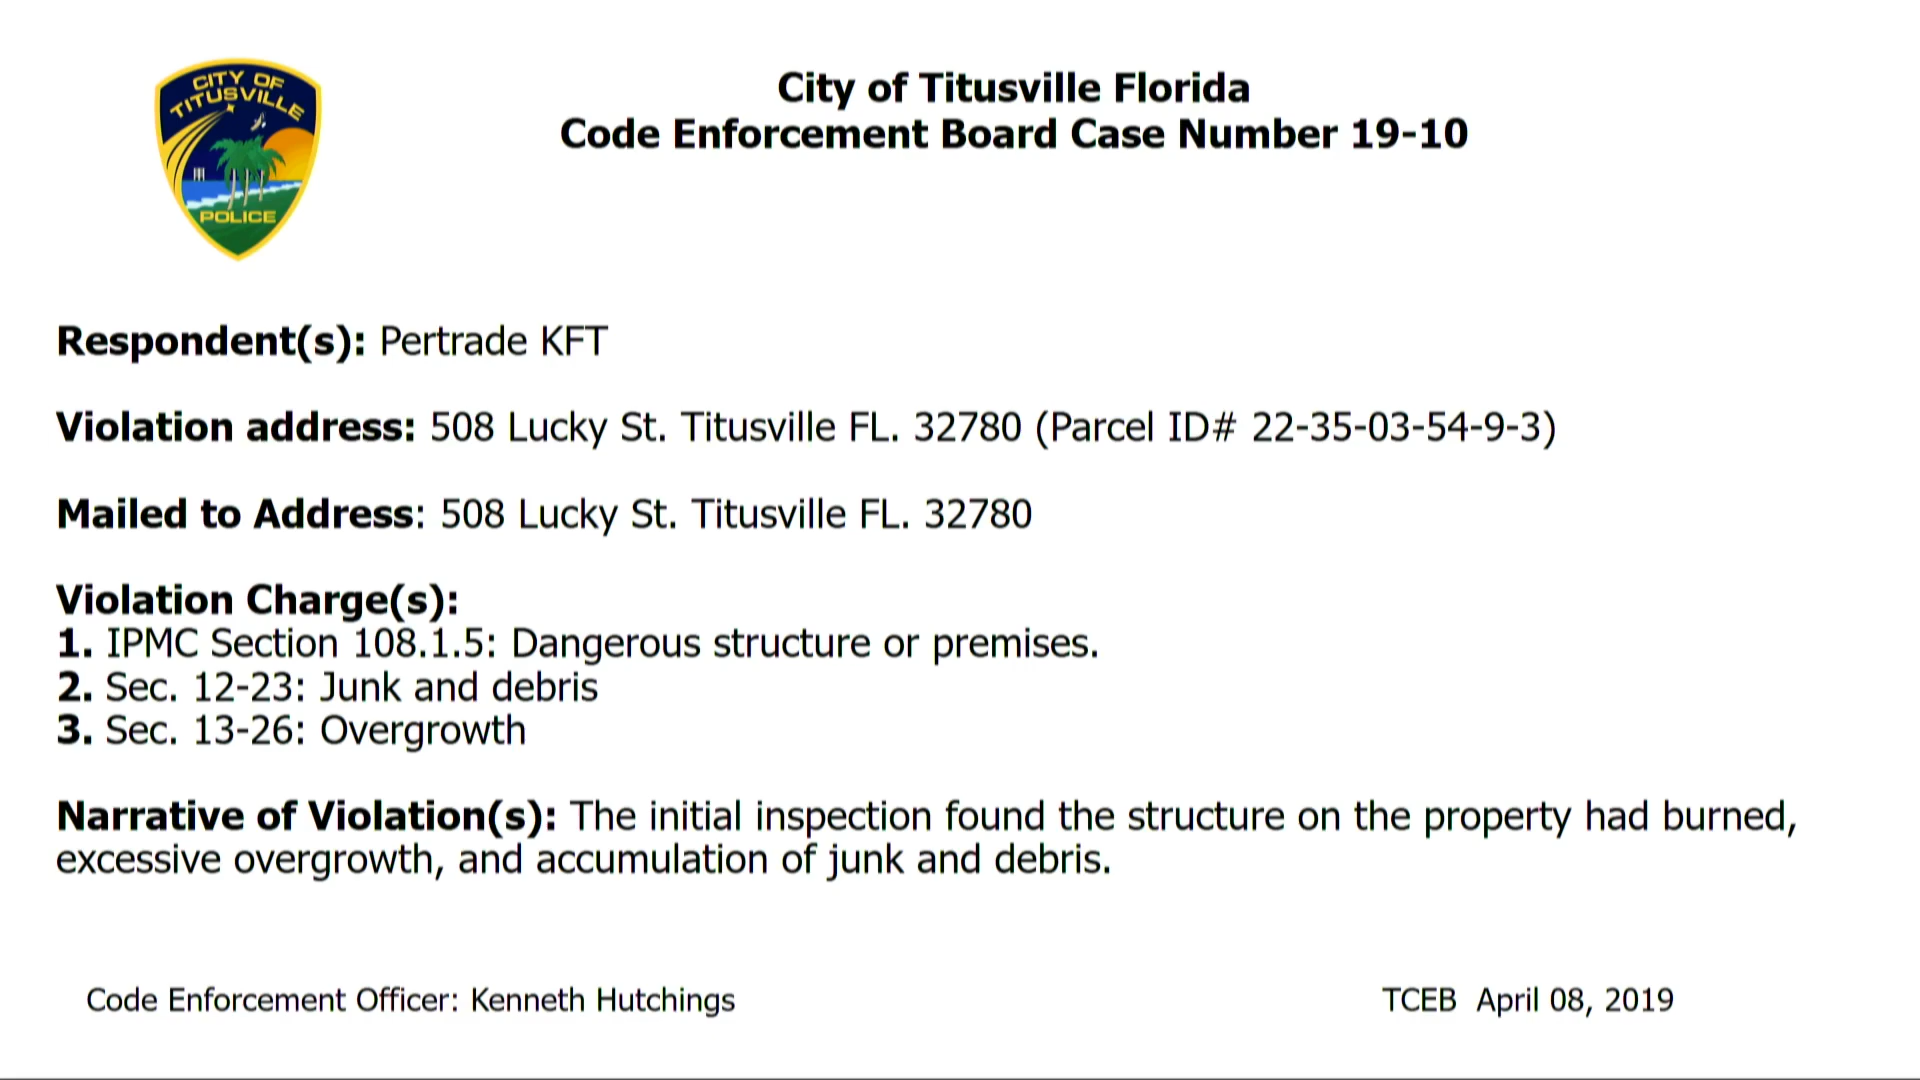 CITY OF
TITUSVILLE
POLICE
City of Titusville Florida
Code Enforcement Board Case Number 19-10
Respondent(s): Pertrade KFT
Violation address: 508 Lucky St. Titusville FL. 32780 (Parcel ID# 22-35-03-54-9-3)
Mailed to Address: 508 Lucky St. Titusville FL. 32780
Violation Charge(s):
1. IPMC Section 108.1.5: Dangerous structure or premises.
2. Sec. 12-23: Junk and debris
3. Sec. 13-26: Overgrowth
Narrative of Violation(s): The initial inspection found the structure on the property had burned,
excessive overgrowth, and accumulation of junk and debris.
Code Enforcement Officer: Kenneth Hutchings
TCEB April 08, 2019